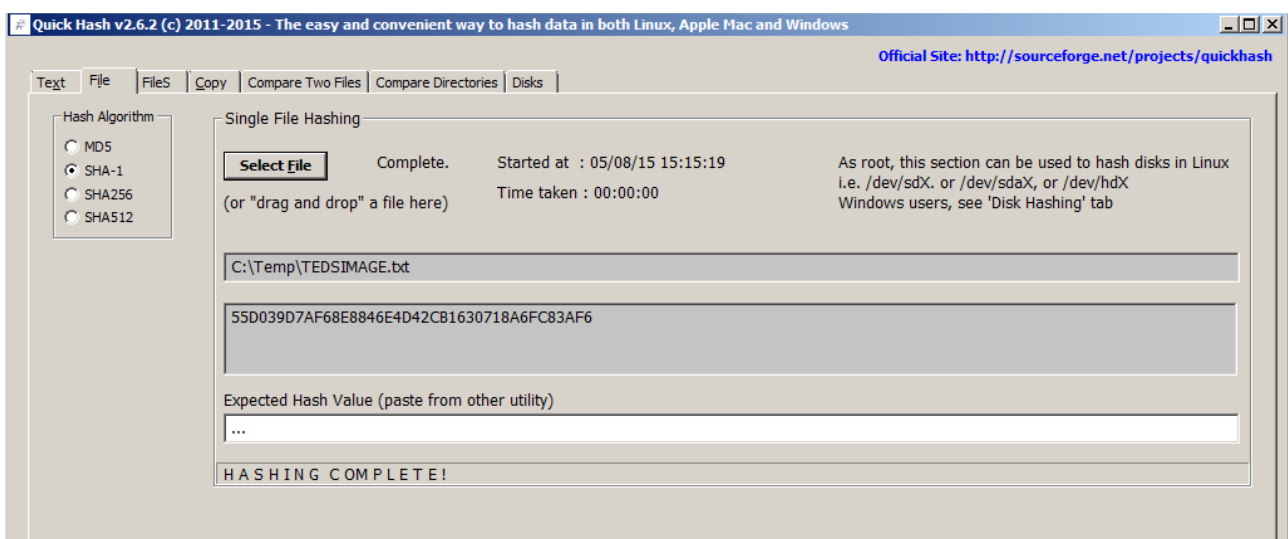 # Quick Hash v2.6.2 (c) 2011-2015 - The easy and convenient way to hash data in both Linux, Apple Mac and Windows
Official Site: http://sourceforge.net/projects/quickhash
Text File FileS Copy Compare Two Files Compare Directories Disks
Hash Algorithm
MD5
SHA-1
SHA256
SHA512
Single File Hashing
Select File Complete. Started at : 05/08/15 15:15:19
(or "drag and drop" a file here) Time taken : 00:00:00
As root, this section can be used to hash disks in Linux
i.e. /dev/sdX. or /dev/sdaX, or /dev/hdX
Windows users, see 'Disk Hashing' tab
C:\Temp\TEDSIMAGE.txt
55D039D7AF68E8846E4D42CB1630718A6FC83AF6
Expected Hash Value (paste from other utility)
...
H A S H I N G C O M P L E T E !